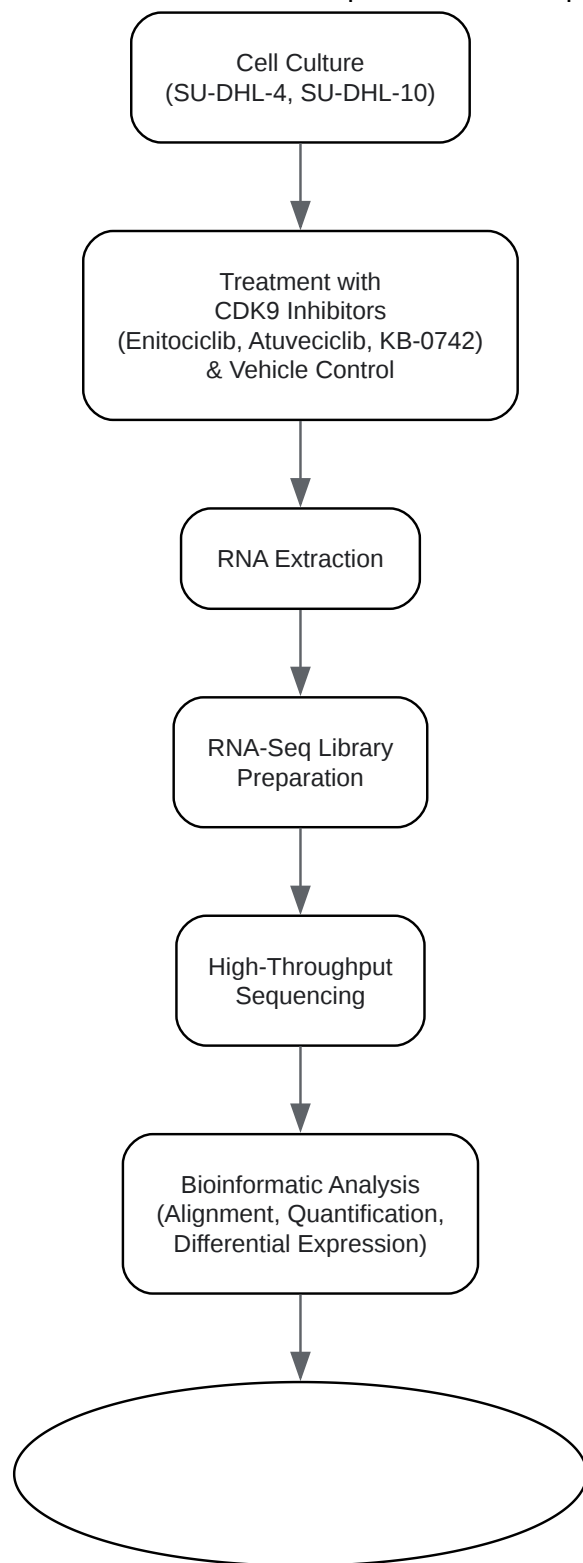 Cell Culture
(SU-DHL-4, SU-DHL-10)
Treatment with
CDK9 Inhibitors
(Enitociclib, Atuveciclib, KB-0742)
& Vehicle Control
RNA Extraction
RNA-Seq Library
Preparation
High-Throughput
Sequencing
Bioinformatic Analysis
(Alignment, Quantification,
Differential Expression)